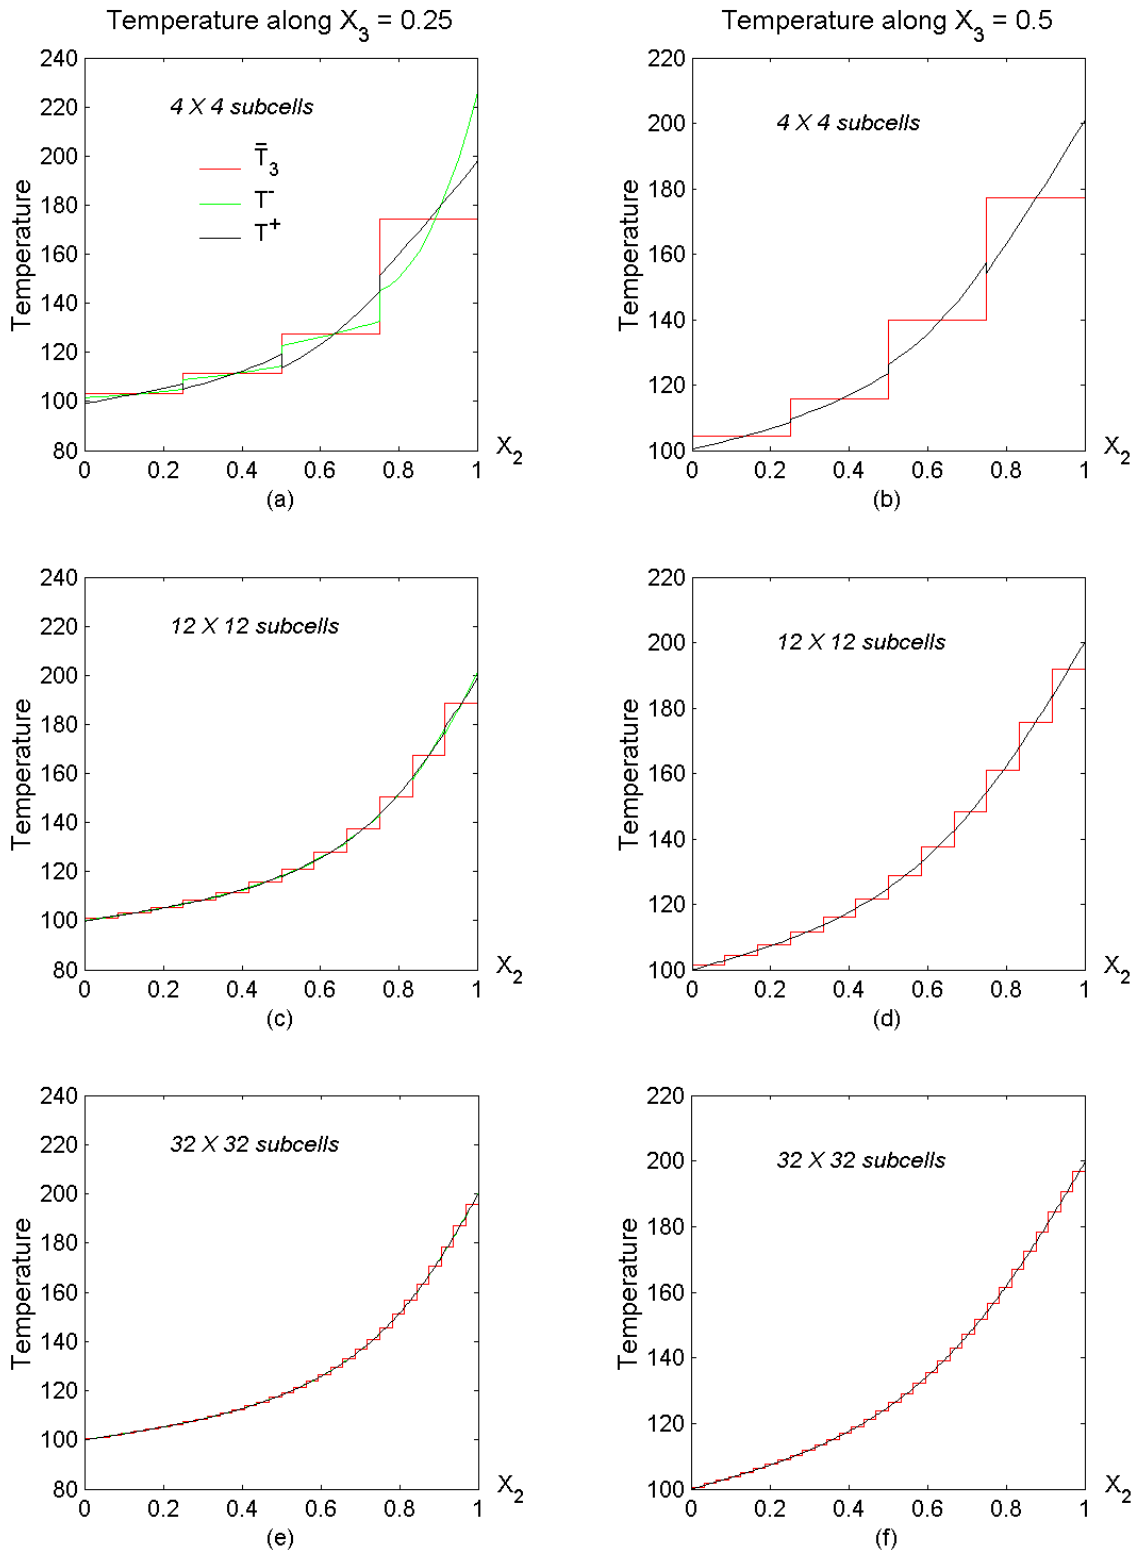 Temperature along X3 = 0.25
Temperature along X3 = 0.5
240
220
200
180
160
140
120
100
80
Temperature
4 X 4 subcells
T̿3
T-
T+
0 0.2 0.4 0.6 0.8 1
X2
(a)
220
200
180
160
140
120
100
Temperature
4 X 4 subcells
0 0.2 0.4 0.6 0.8 1
X2
(b)
240
220
200
180
160
140
120
100
80
Temperature
12 X 12 subcells
0 0.2 0.4 0.6 0.8 1
X2
(c)
220
200
180
160
140
120
100
Temperature
12 X 12 subcells
0 0.2 0.4 0.6 0.8 1
X2
(d)
240
220
200
180
160
140
120
100
80
Temperature
32 X 32 subcells
0 0.2 0.4 0.6 0.8 1
X2
(e)
220
200
180
160
140
120
100
Temperature
32 X 32 subcells
0 0.2 0.4 0.6 0.8 1
X2
(f)